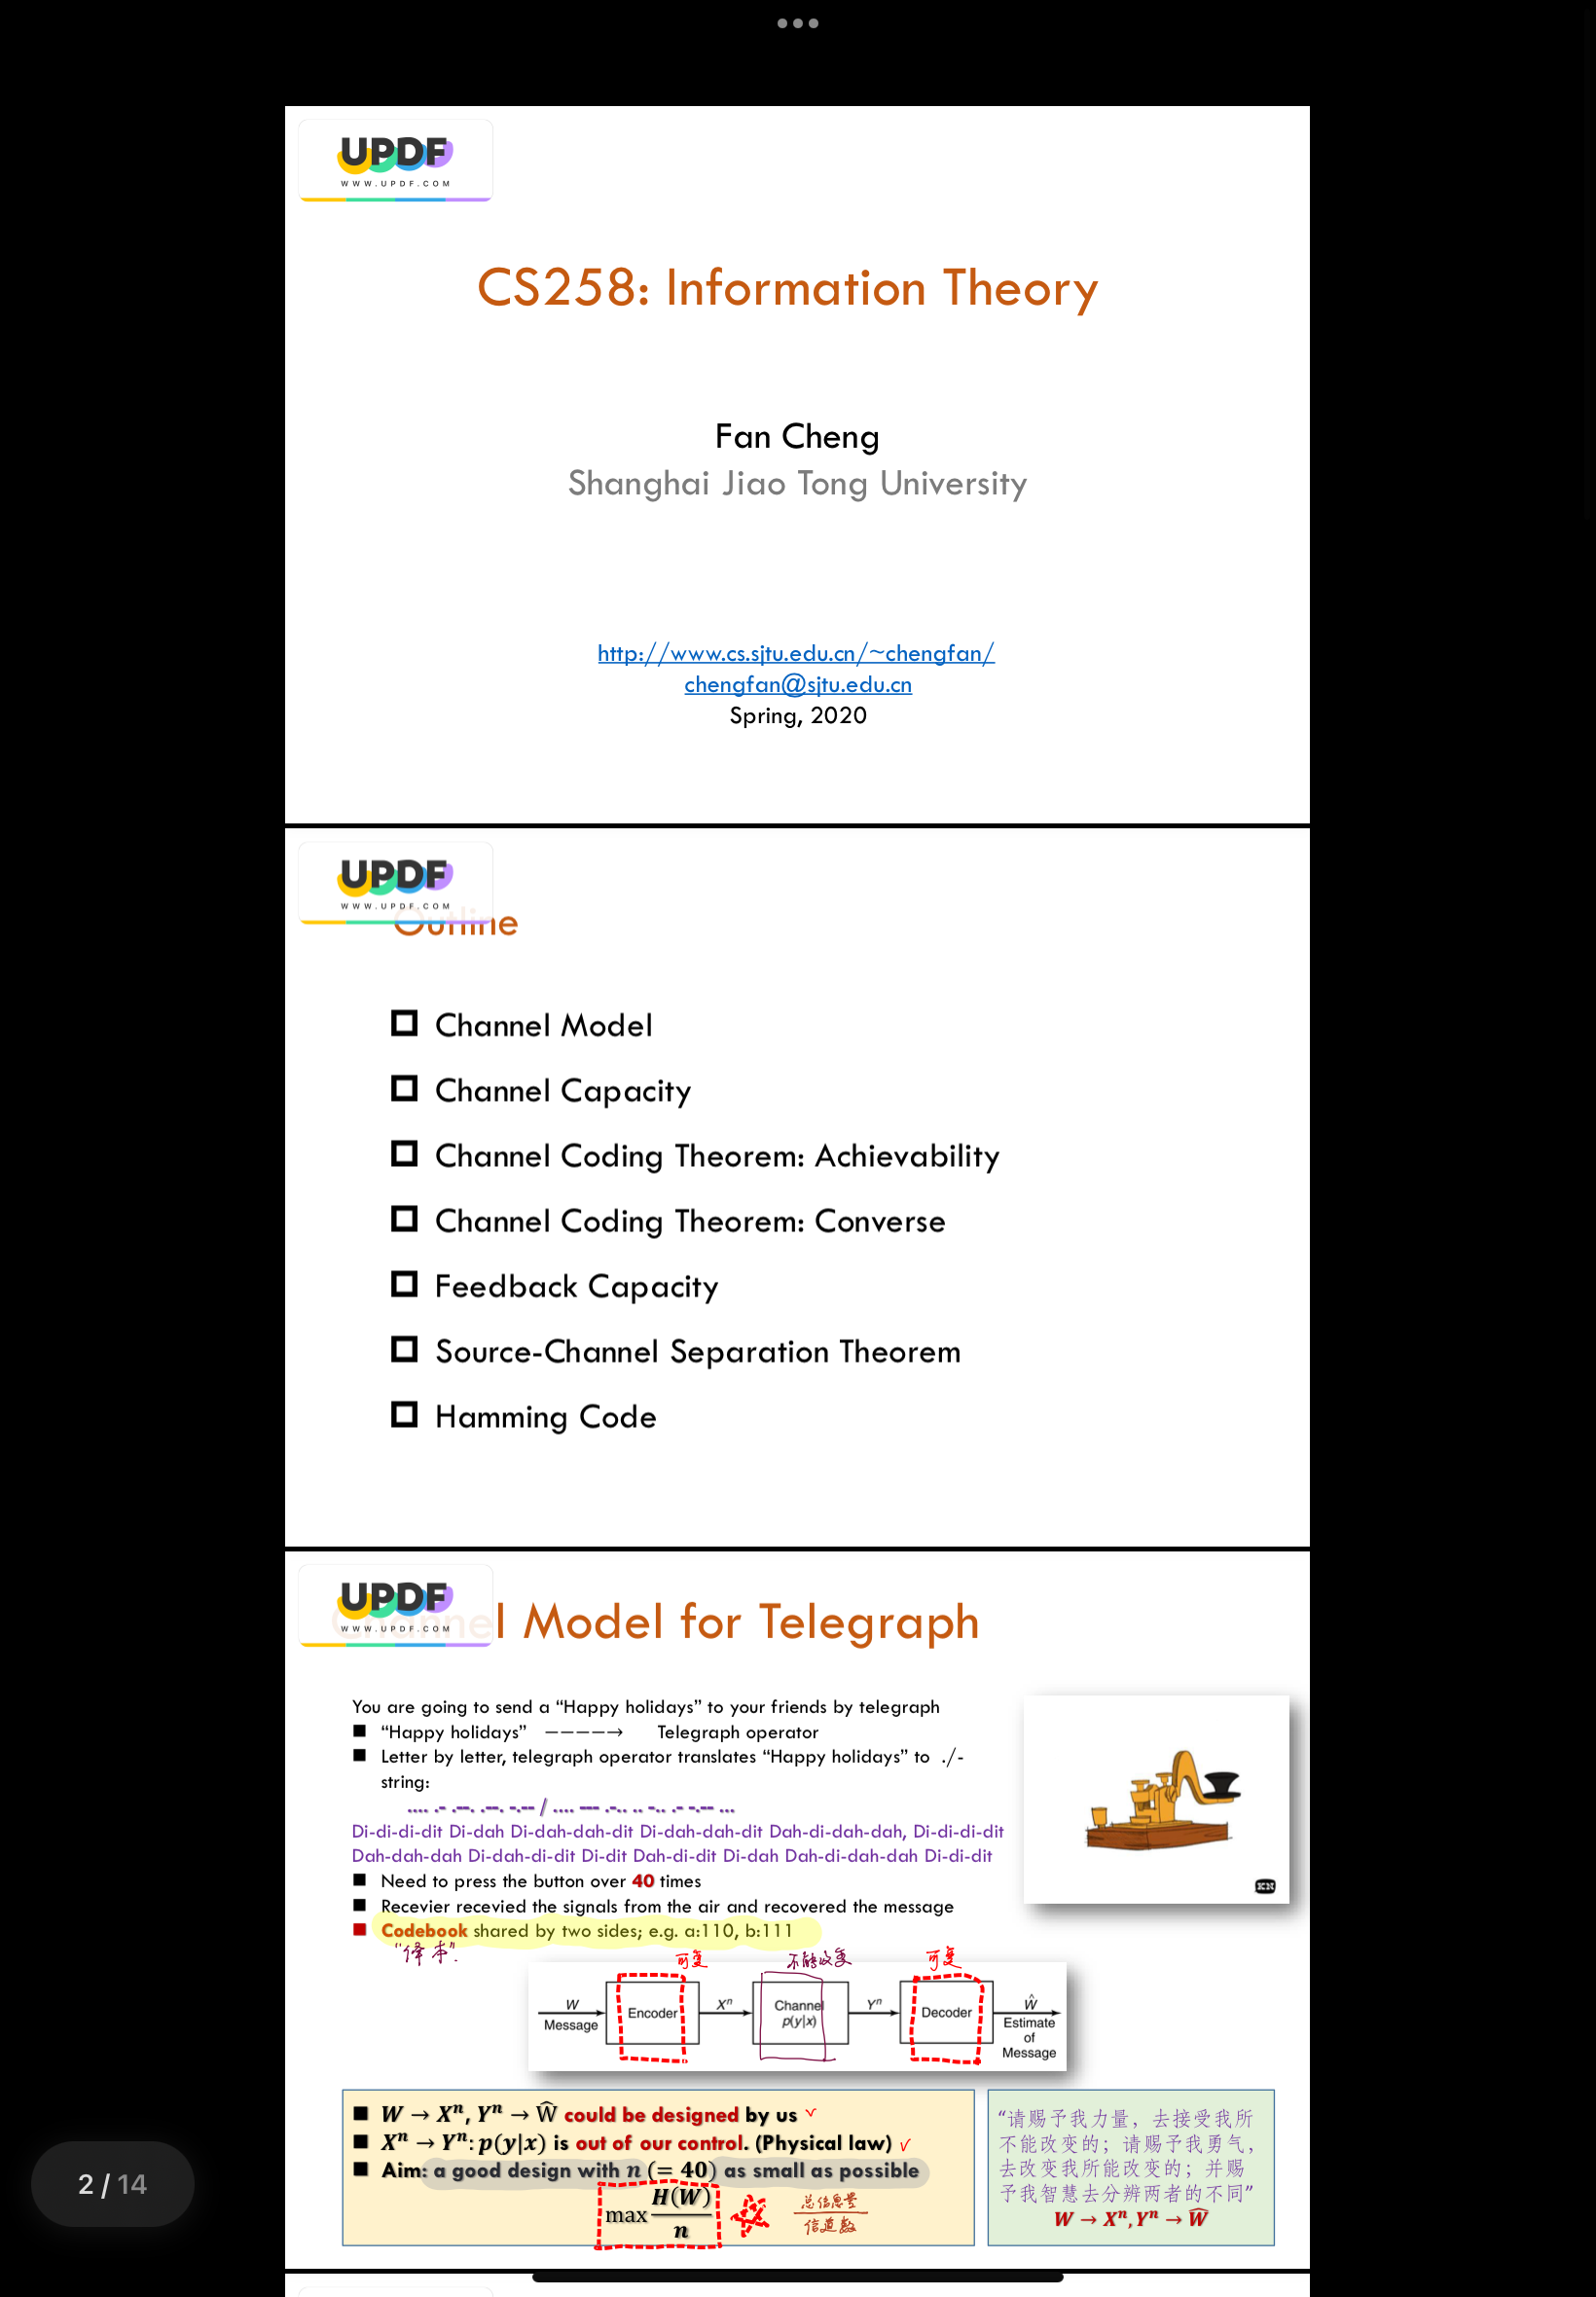 UPDF
WWW.UPDF.COM
CS258: Information Theory
Fan Cheng
Shanghai Jiao Tong University
http://www.cs.sjtu.edu.cn/~chengfan/
chengfan@sjtu.edu.cn
Spring, 2020
UPDF
WWW.UPDF.COM
Outline
Channel Model
Channel Capacity
Channel Coding Theorem: Achievability
Channel Coding Theorem: Converse
Feedback Capacity
Source-Channel Separation Theorem
Hamming Code
UPDF
WWW.UPDF.COM
Channel Model for Telegraph
You are going to send a “Happy holidays” to your friends by telegraph
“Happy holidays” −−−−→ Telegraph operator
Letter by letter, telegraph operator translates “Happy holidays” to ./-
string:
.... .- .--. .--. -.-- / .... --- .-.. .. -.. .- -.-- ...
Di-di-di-dit Di-dah Di-dah-dah-dit Di-dah-dah-dit Dah-di-dah-dah, Di-di-di-dit
Dah-dah-dah Di-dah-di-dit Di-dit Dah-di-dit Di-dah Dah-di-dah-dah Di-di-dit
Need to press the button over 40 times
Recevier recevied the signals from the air and recovered the message
Codebook shared by two sides; e.g. a:110, b:111
“译本”.
可变 不能改变 可变
W Message Encoder Xⁿ Channel p(y|x) Yⁿ Decoder Ŵ Estimate of Message
W → Xⁿ, Yⁿ → Ŵ could be designed by us ✓
Xⁿ → Yⁿ: p(y|x) is out of our control. (Physical law) ✓
Aim: a good design with n (= 40) as small as possible
max H(W)/n
总信息量
信道数
“请赐予我力量，去接受我所
不能改变的；请赐予我勇气，
去改变我所能改变的；并赐
予我智慧去分辨两者的不同”
W → Xⁿ, Yⁿ → Ŵ
KN
2 / 14